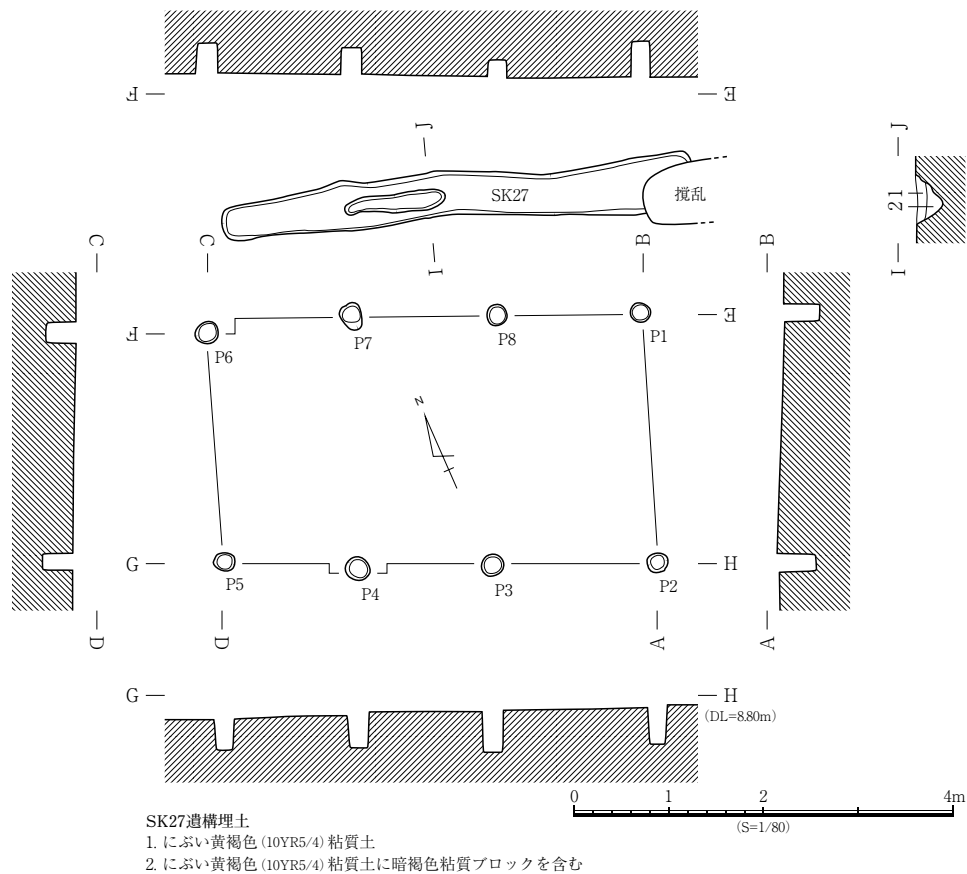 F E
J J
SK27 撹乱
1
2
C C I B B I
F E
P6 P7 P8 P1
N
G H
P5 P4 P3 P2
D D A A
G H
(DL=8.80m)
0 1 2 4m
(S=1/80)
SK27遺構埋土
1. にぶい黄褐色(10YR5/4)粘質土
2. にぶい黄褐色(10YR5/4)粘質土に暗褐色粘質ブロックを含む